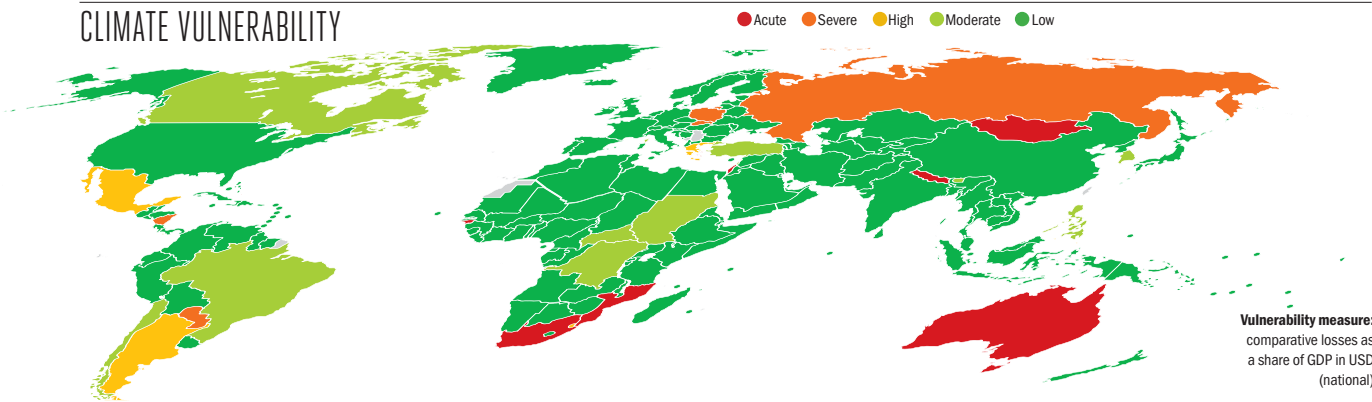 CLIMATE VULNERABILITY
Acute Severe High Moderate Low
Vulnerability measure:
comparative losses as
a share of GDP in USD
(national)